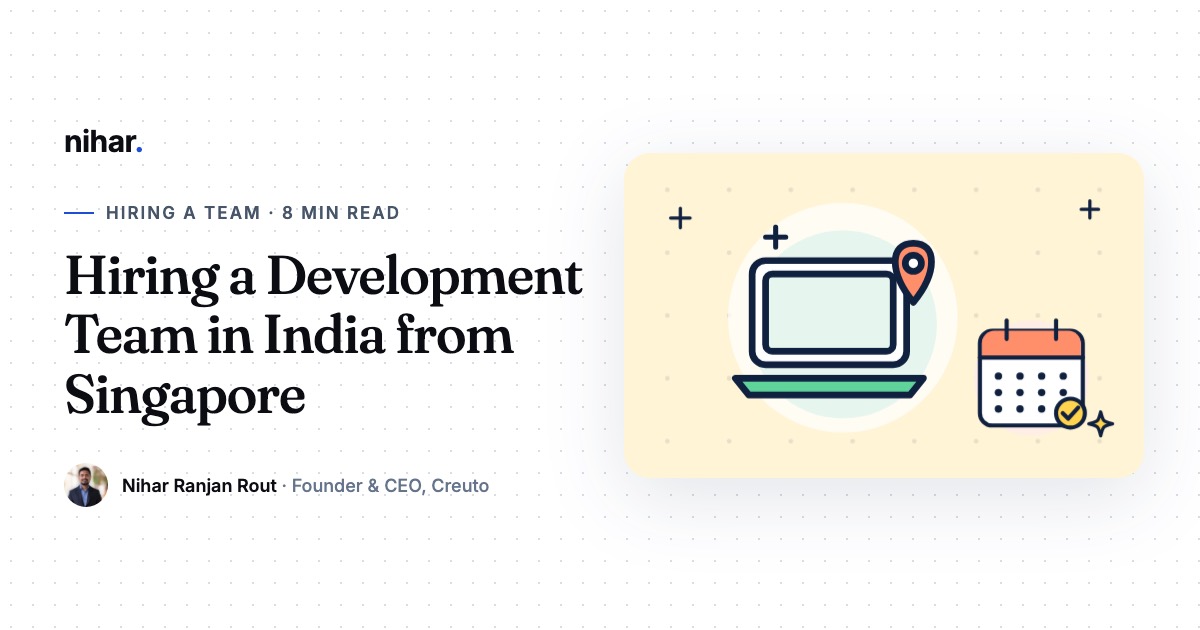 nihar.
HIRING A TEAM · 8 MIN READ
Hiring a Development
Team in India from
Singapore
Nihar Ranjan Rout · Founder & CEO, Creuto